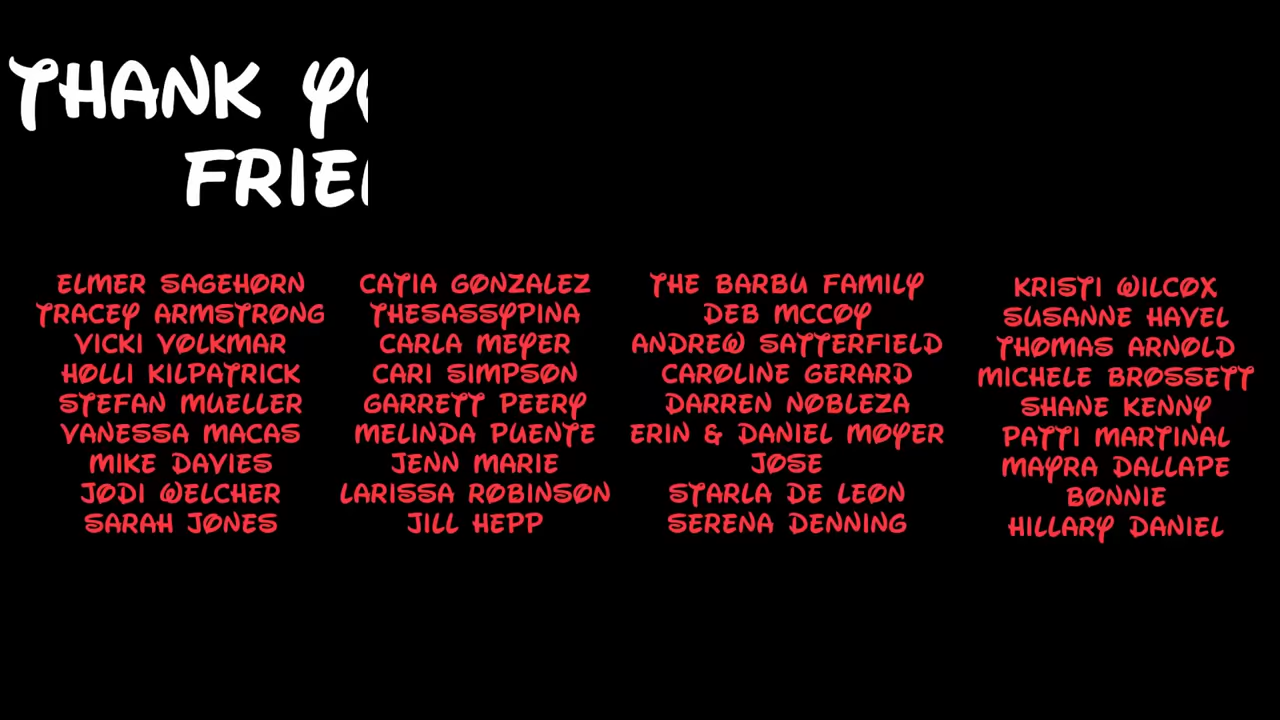 THANK YO
FRIE
ELMER SAGEHORN
TRACEY ARMSTRONG
VICKI VOLKMAR
HOLLI KILPATRICK
STEFAN MUELLER
VANESSA MACAS
MIKE DAVIES
JODI WELCHER
SARAH JONES
CATIA GONZALEZ
THESASSYPINA
CARLA MEYER
CARI SIMPSON
GARRETT PEERY
MELINDA PUENTE
JENN MARIE
LARISSA ROBINSON
JILL HEPP
THE BARBU FAMILY
DEB MCCOY
ANDREW SATTERFIELD
CAROLINE GERARD
DARREN NOBLEZA
ERIN & DANIEL MOYER
JOSE
STARLA DE LEON
SERENA DENNING
KRISTI WILCOX
SUSANNE HAVEL
THOMAS ARNOLD
MICHELE BROSSETT
SHANE KENNY
PATTI MARTINAL
MAYRA DALLAPE
BONNIE
HILLARY DANIEL